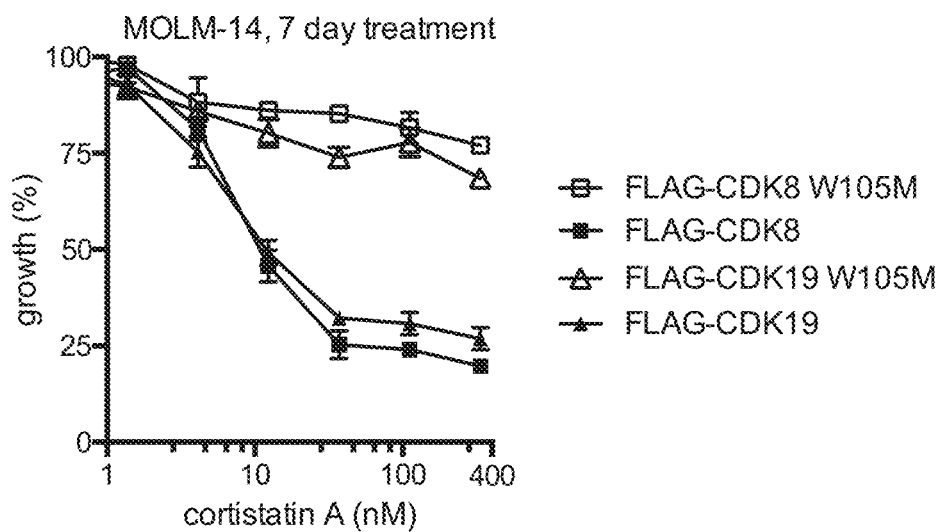 MOLM-14, 7 day treatment
100
75
50
25
0
growth (%)
1
10
100
400
cortistatin A (nM)
FLAG-CDK8 W105M
FLAG-CDK8
FLAG-CDK19 W105M
FLAG-CDK19